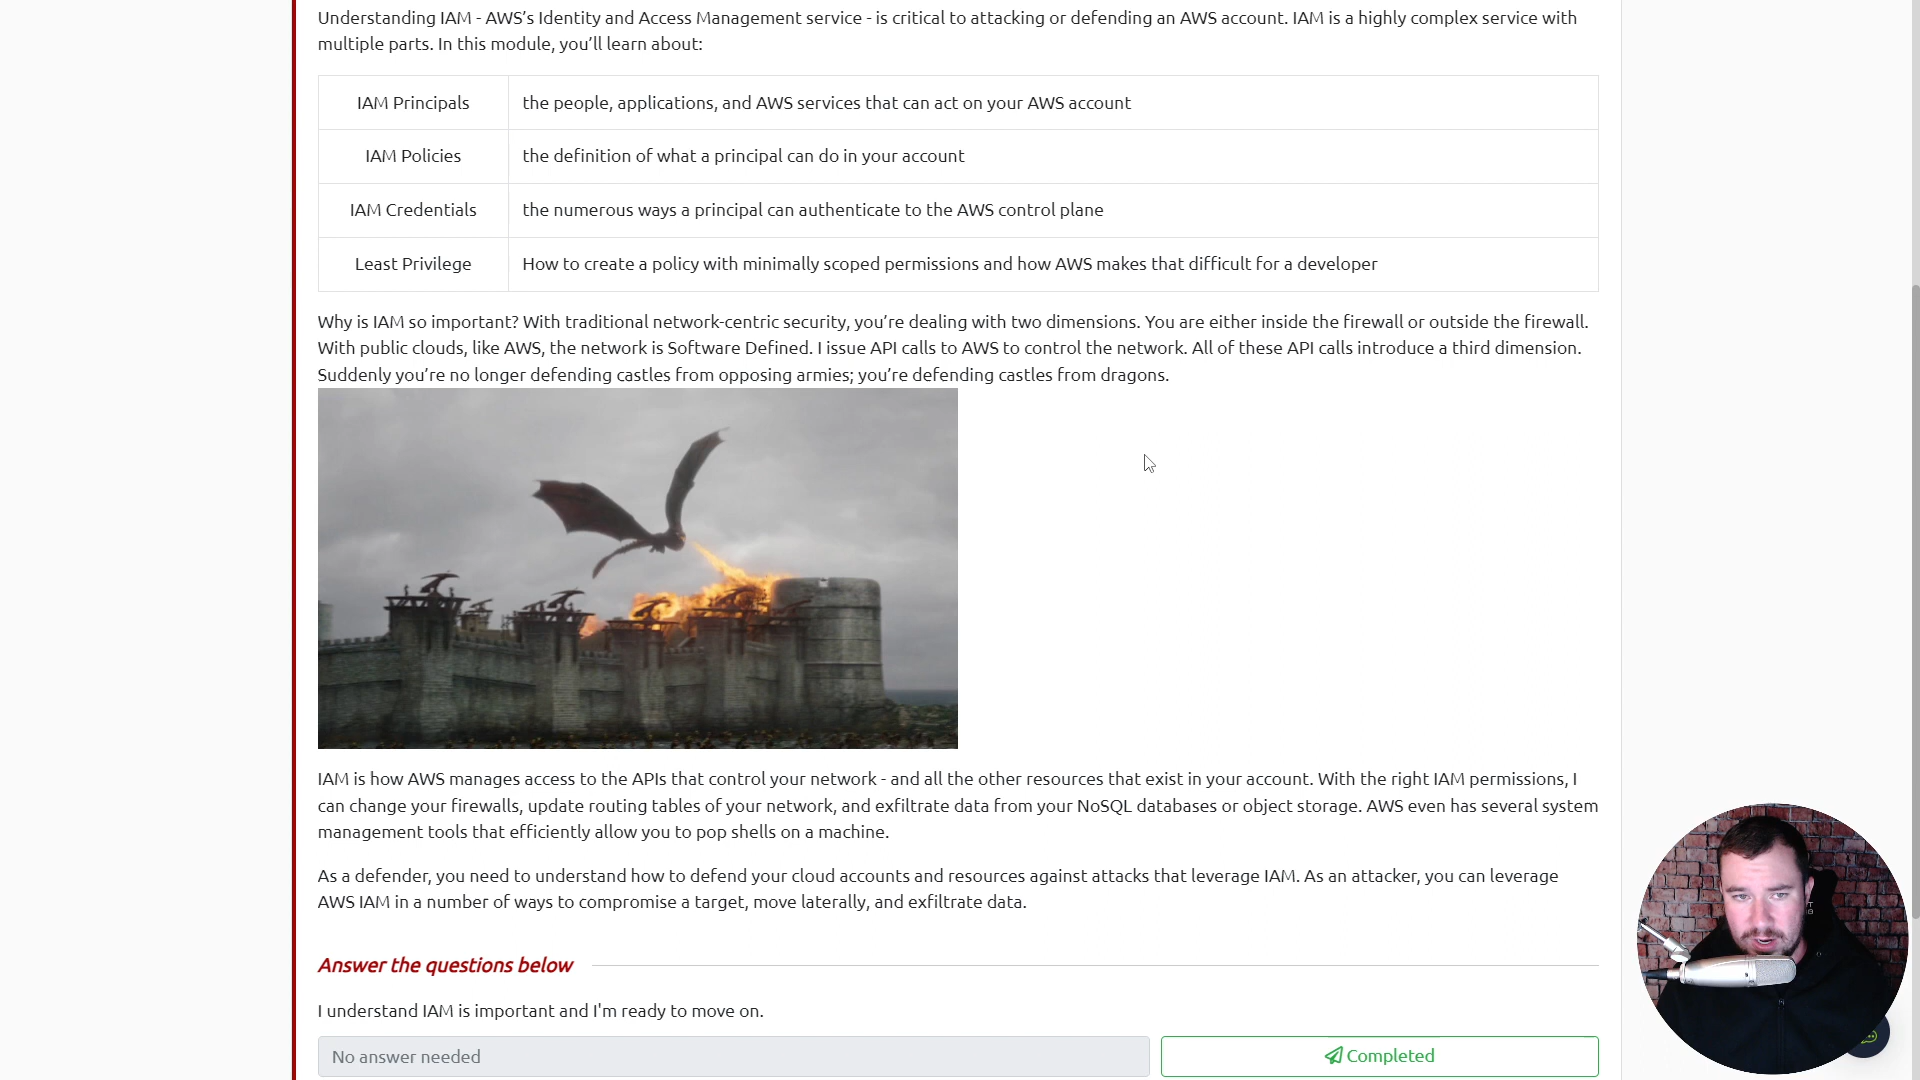 Understanding IAM - AWS’s Identity and Access Management service - is critical to attacking or defending an AWS account. IAM is a highly complex service with
multiple parts. In this module, you’ll learn about:
IAM Principals the people, applications, and AWS services that can act on your AWS account
IAM Policies the definition of what a principal can do in your account
IAM Credentials the numerous ways a principal can authenticate to the AWS control plane
Least Privilege How to create a policy with minimally scoped permissions and how AWS makes that difficult for a developer
Why is IAM so important? With traditional network-centric security, you’re dealing with two dimensions. You are either inside the firewall or outside the firewall.
With public clouds, like AWS, the network is Software Defined. I issue API calls to AWS to control the network. All of these API calls introduce a third dimension.
Suddenly you’re no longer defending castles from opposing armies; you’re defending castles from dragons.
IAM is how AWS manages access to the APIs that control your network - and all the other resources that exist in your account. With the right IAM permissions, I
can change your firewalls, update routing tables of your network, and exfiltrate data from your NoSQL databases or object storage. AWS even has several system
management tools that efficiently allow you to pop shells on a machine.
As a defender, you need to understand how to defend your cloud accounts and resources against attacks that leverage IAM. As an attacker, you can leverage
AWS IAM in a number of ways to compromise a target, move laterally, and exfiltrate data.
Answer the questions below
I understand IAM is important and I'm ready to move on.
No answer needed
Completed